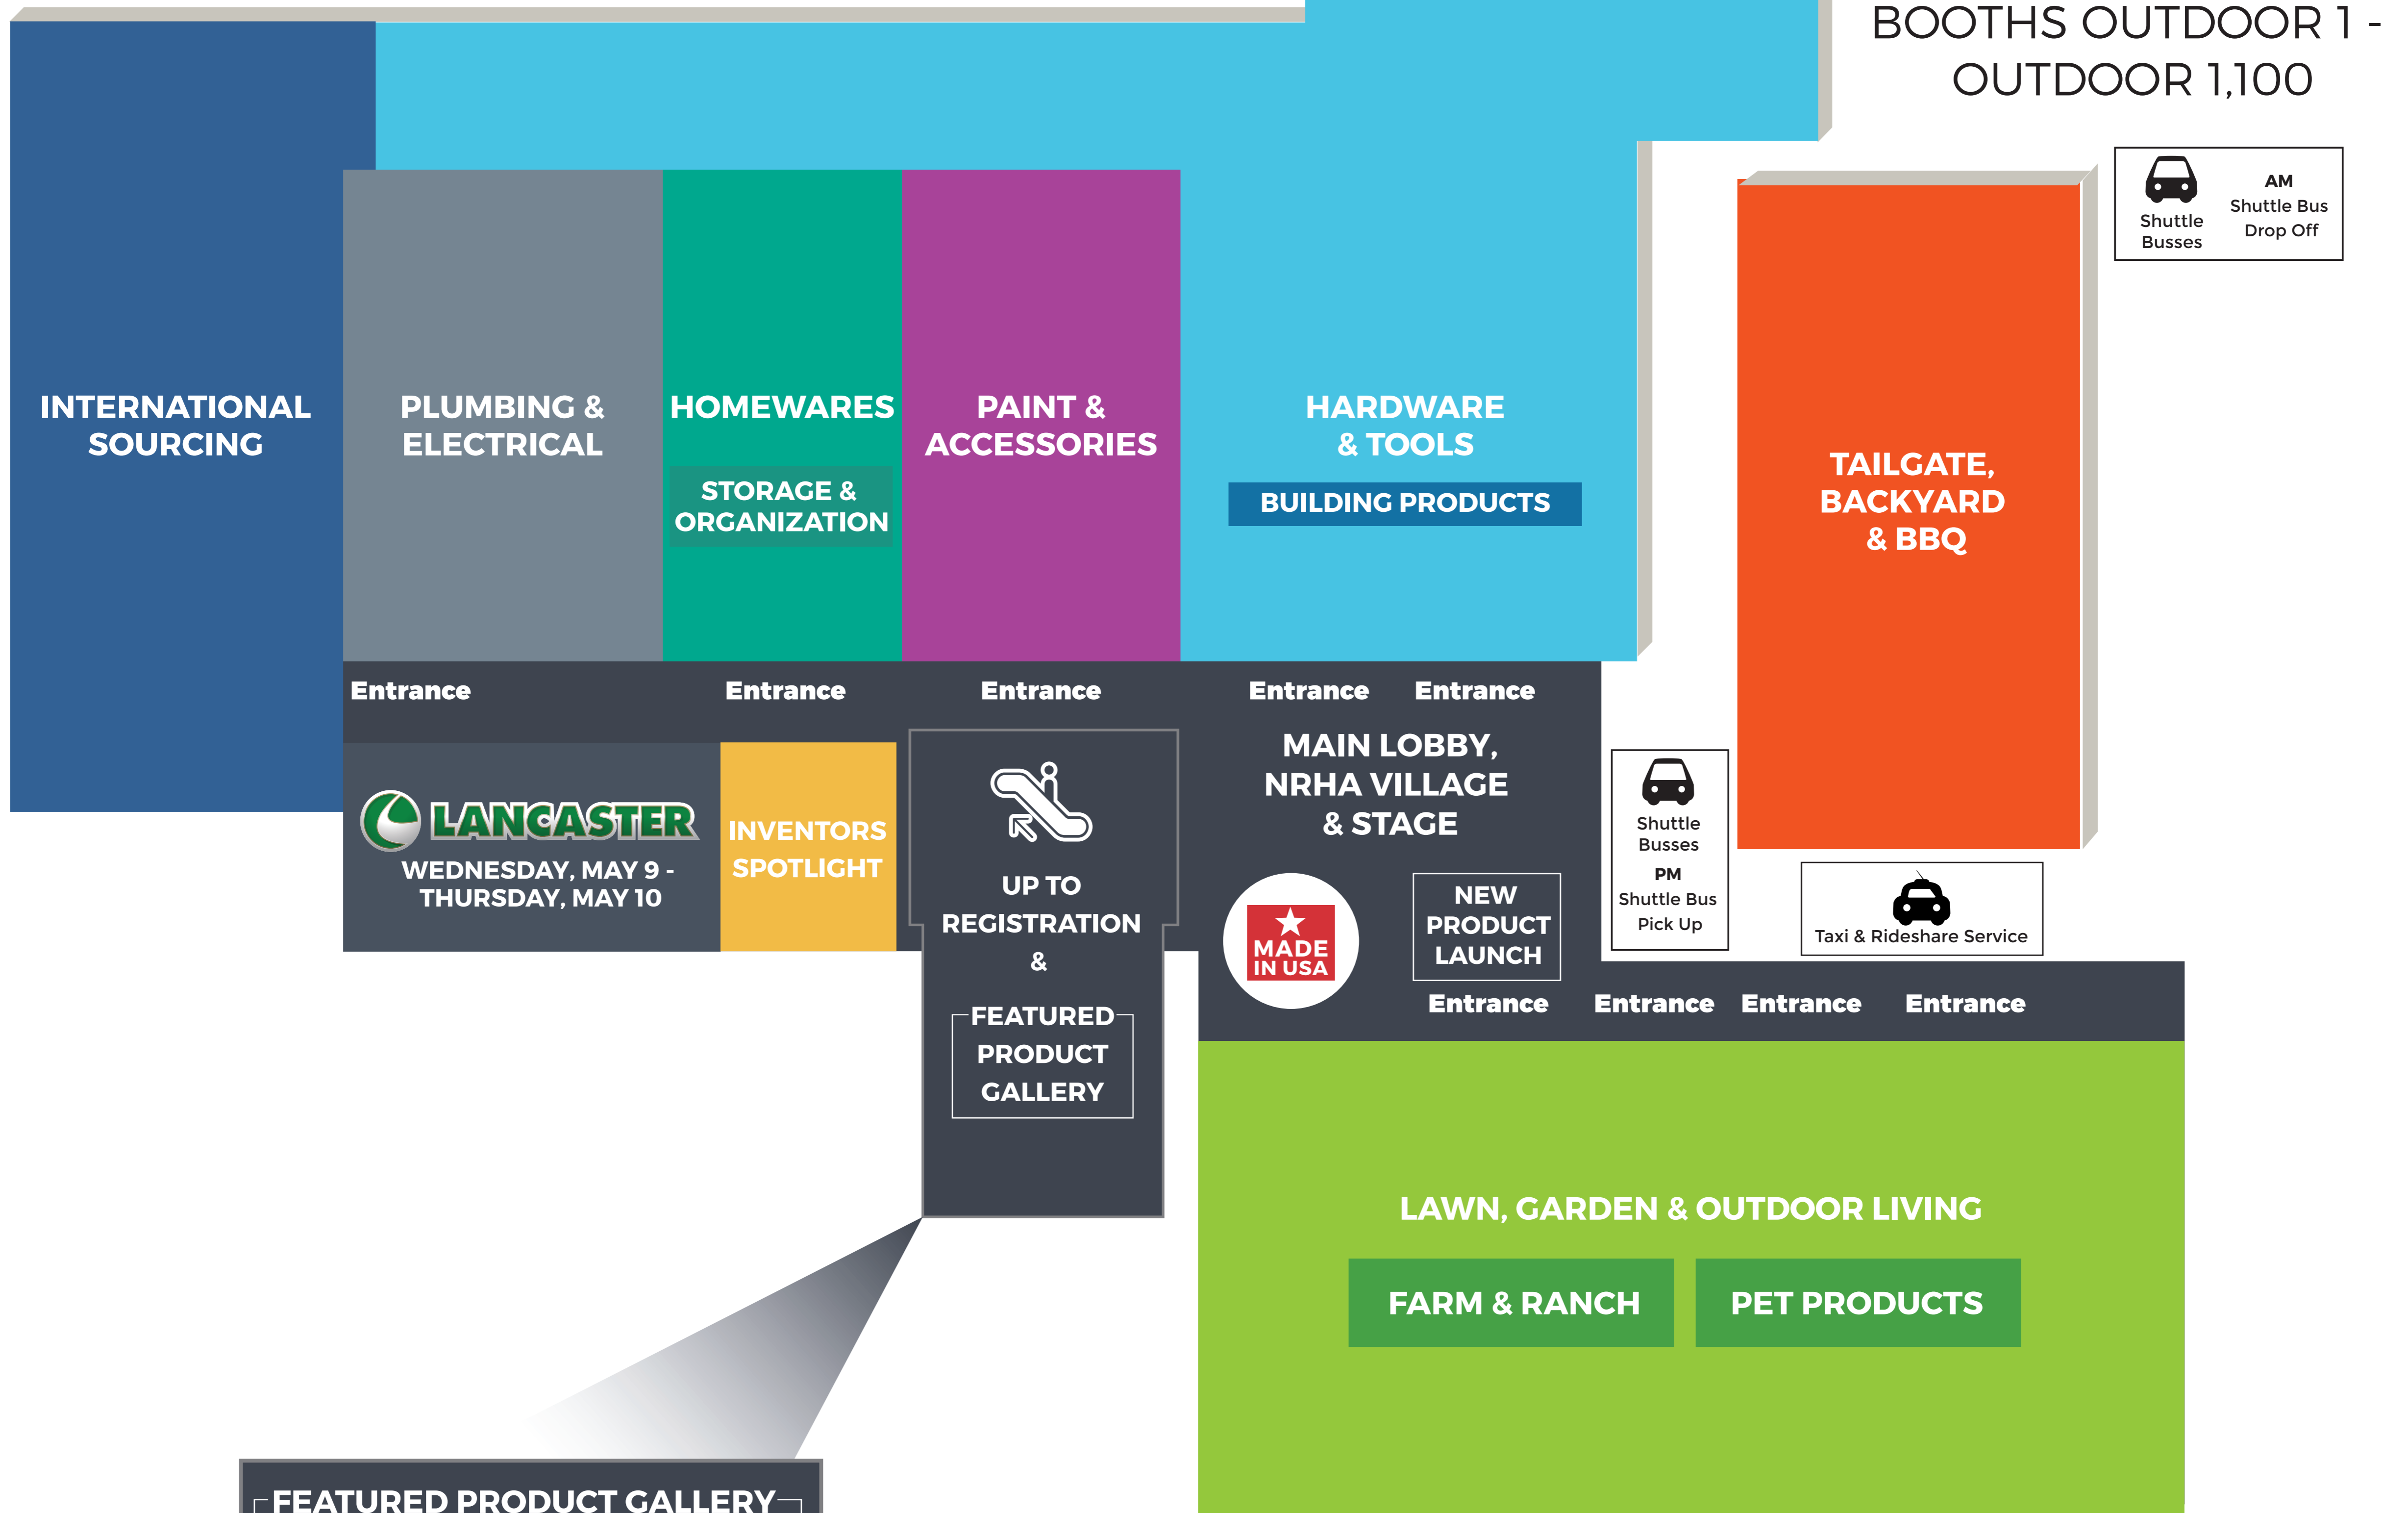 BOOTHS OUTDOOR 1 -
OUTDOOR 1,100
Shuttle
Busses
AM
Shuttle Bus
Drop Off
INTERNATIONAL
SOURCING
PLUMBING &
ELECTRICAL
HOMEWARES
STORAGE &
ORGANIZATION
PAINT &
ACCESSORIES
HARDWARE
& TOOLS
BUILDING PRODUCTS
TAILGATE,
BACKYARD
& BBQ
Entrance
Entrance
Entrance
Entrance
Entrance
LANCASTER
WEDNESDAY, MAY 9 -
THURSDAY, MAY 10
INVENTORS
SPOTLIGHT
UP TO
REGISTRATION
&
FEATURED
PRODUCT
GALLERY
MAIN LOBBY,
NRHA VILLAGE
& STAGE
MADE
IN USA
NEW
PRODUCT
LAUNCH
Shuttle
Busses
PM
Shuttle Bus
Pick Up
Taxi & Rideshare Service
Entrance
Entrance
Entrance
Entrance
LAWN, GARDEN & OUTDOOR LIVING
FARM & RANCH
PET PRODUCTS
FEATURED PRODUCT GALLERY